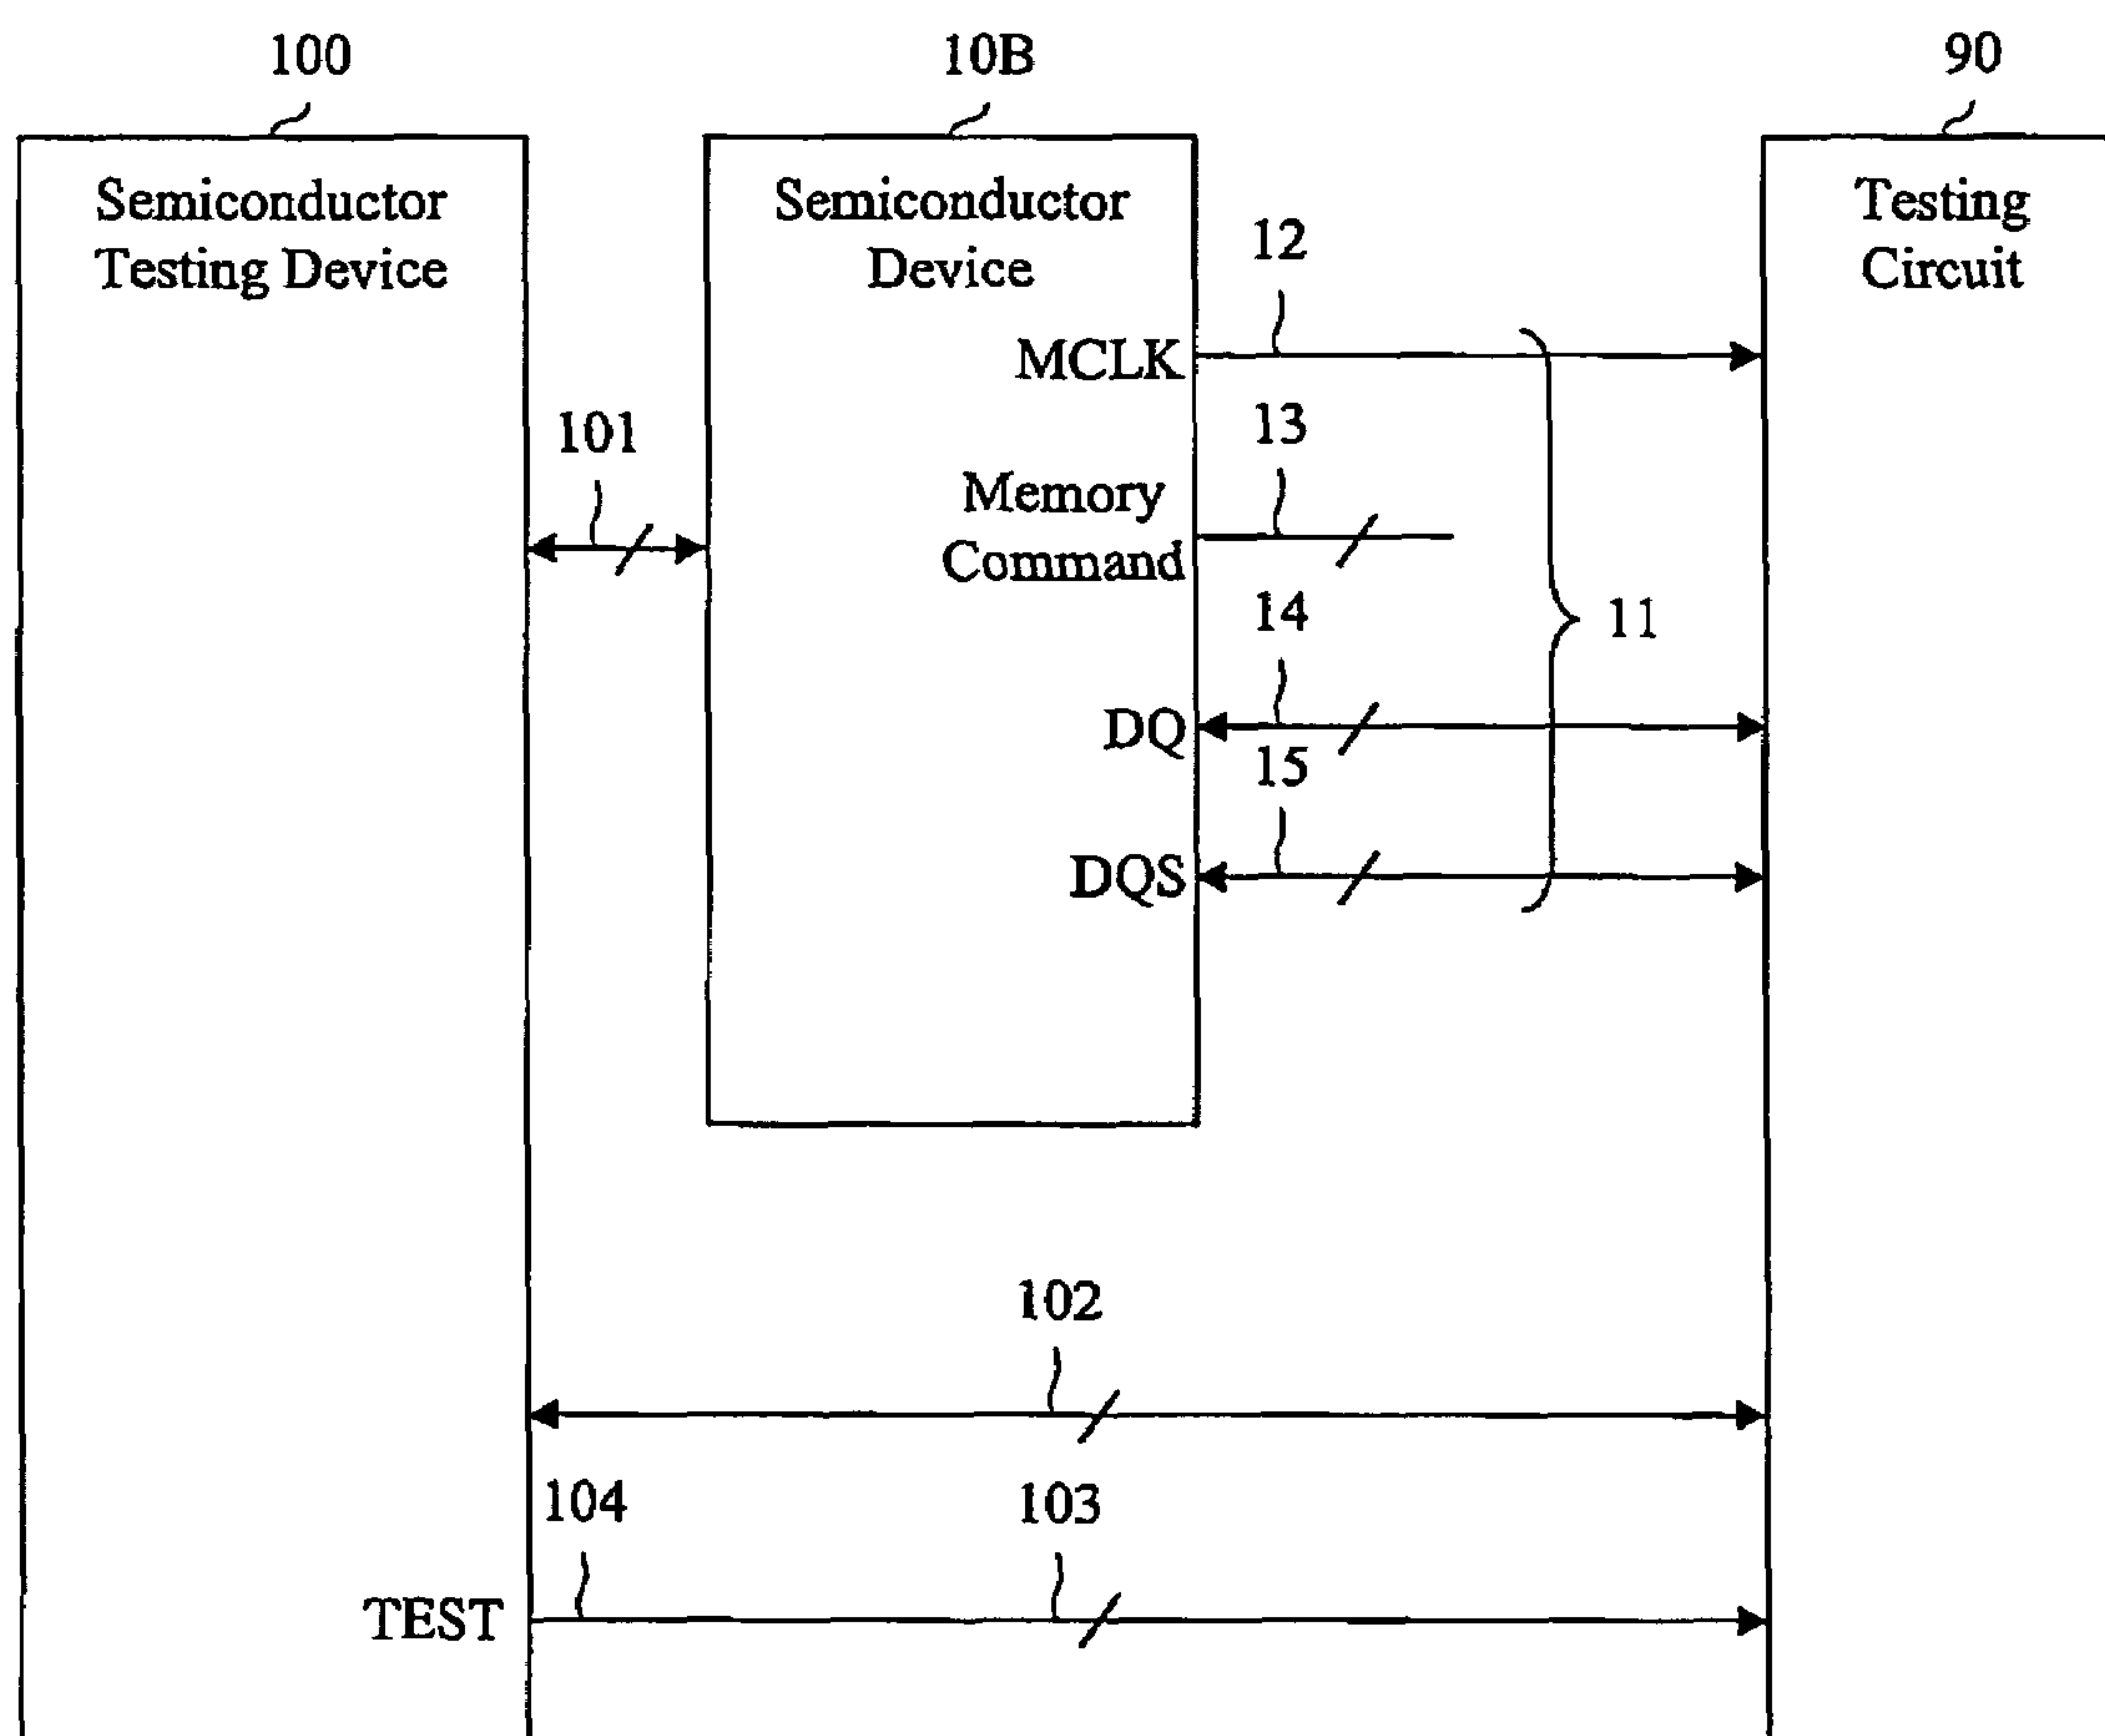 100
10B
90
Semiconductor
Testing Device
Semiconductor
Device
Testing
Circuit
12
MCLK
101
13
Memory
Command
14
11
DQ
15
DQS
102
104
103
TEST